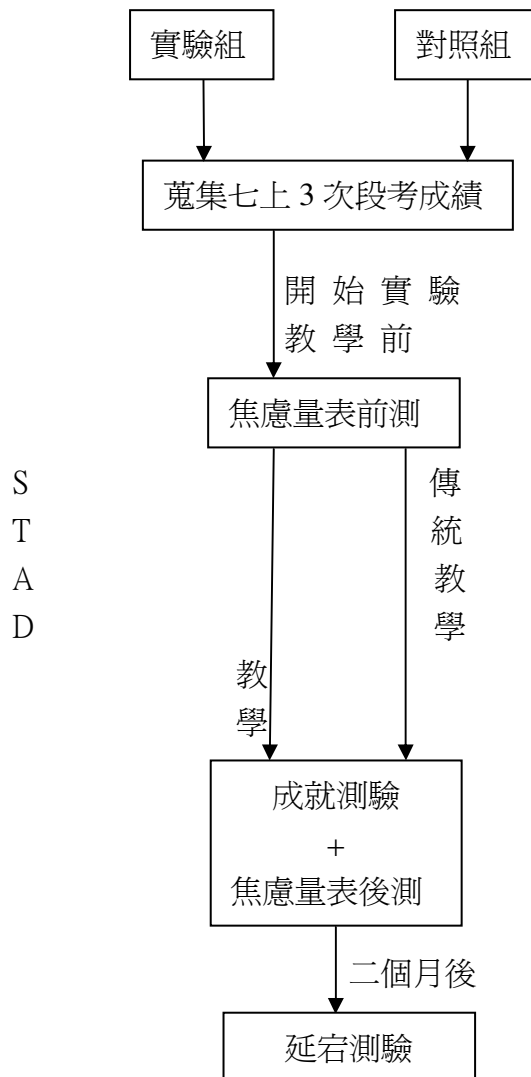 實驗組
對照組
蒐集七上 3 次段考成績
開 始 實 驗
教 學 前
焦慮量表前測
S
T
A
D
教
學
傳
統
教
學
成就測驗
+
焦慮量表後測
二個月後
延宕測驗